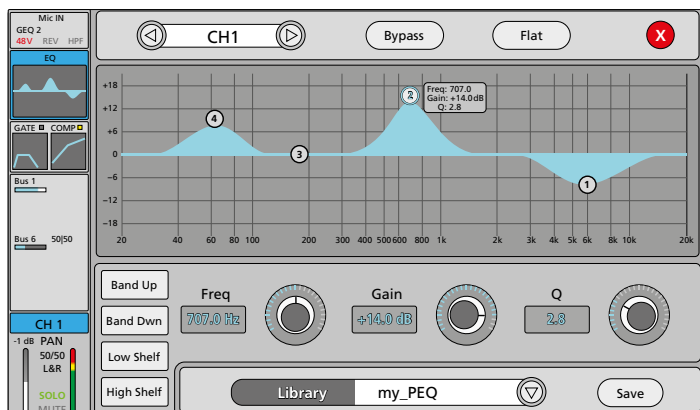 Mic IN
GEQ 2
48V REV HPF
EQ
GATE COMP
Bus 1
Bus 6 50|50
CH 1
-1 dB PAN
50/50
L&R
SOLO
MUTE
CH1
Bypass
Flat
X
+18
+12
+6
0
−6
−12
−18
4
3
2
1
Freq: 707.0
Gain: +14.0dB
Q: 2.8
20 40 60 80 100 200 300 400 500 600 800 1k 2k 3k 4k 5k 6k 8k 10k 20k
Band Up
Band Dwn
Low Shelf
High Shelf
Freq
707.0 Hz
Gain
+14.0 dB
Q
2.8
Library my_PEQ
Save